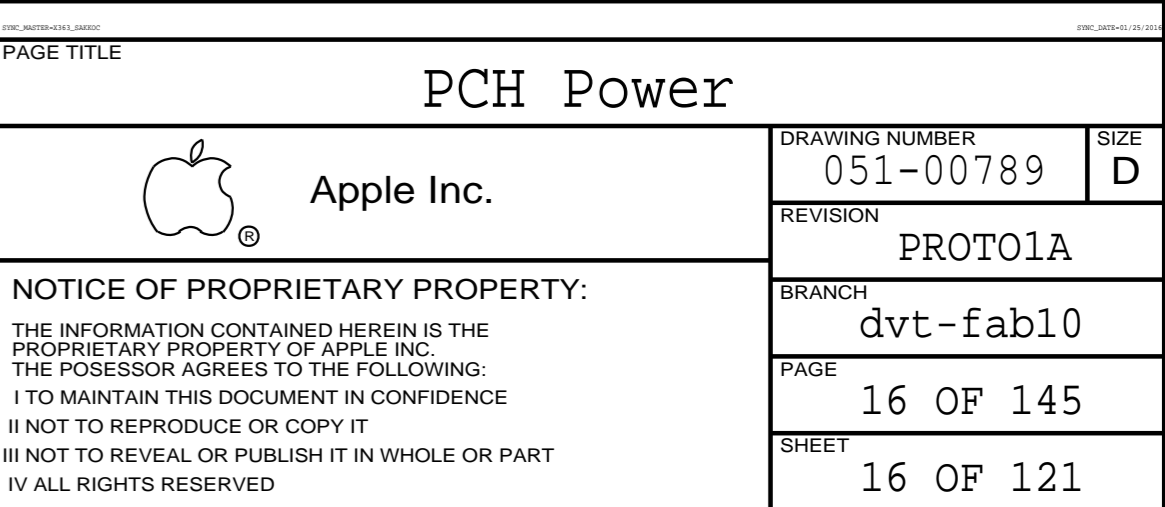 SYNC_MASTER=X363_SAKKOC
SYNC_DATE=01/25/2016
PAGE TITLE
PCH Power
Apple Inc.
®
DRAWING NUMBER
051-00789
SIZE
D
REVISION
PROTO1A
BRANCH
dvt-fab10
PAGE
16 OF 145
SHEET
16 OF 121
NOTICE OF PROPRIETARY PROPERTY:
THE INFORMATION CONTAINED HEREIN IS THE
PROPRIETARY PROPERTY OF APPLE INC.
THE POSESSOR AGREES TO THE FOLLOWING:
I TO MAINTAIN THIS DOCUMENT IN CONFIDENCE
II NOT TO REPRODUCE OR COPY IT
III NOT TO REVEAL OR PUBLISH IT IN WHOLE OR PART
IV ALL RIGHTS RESERVED